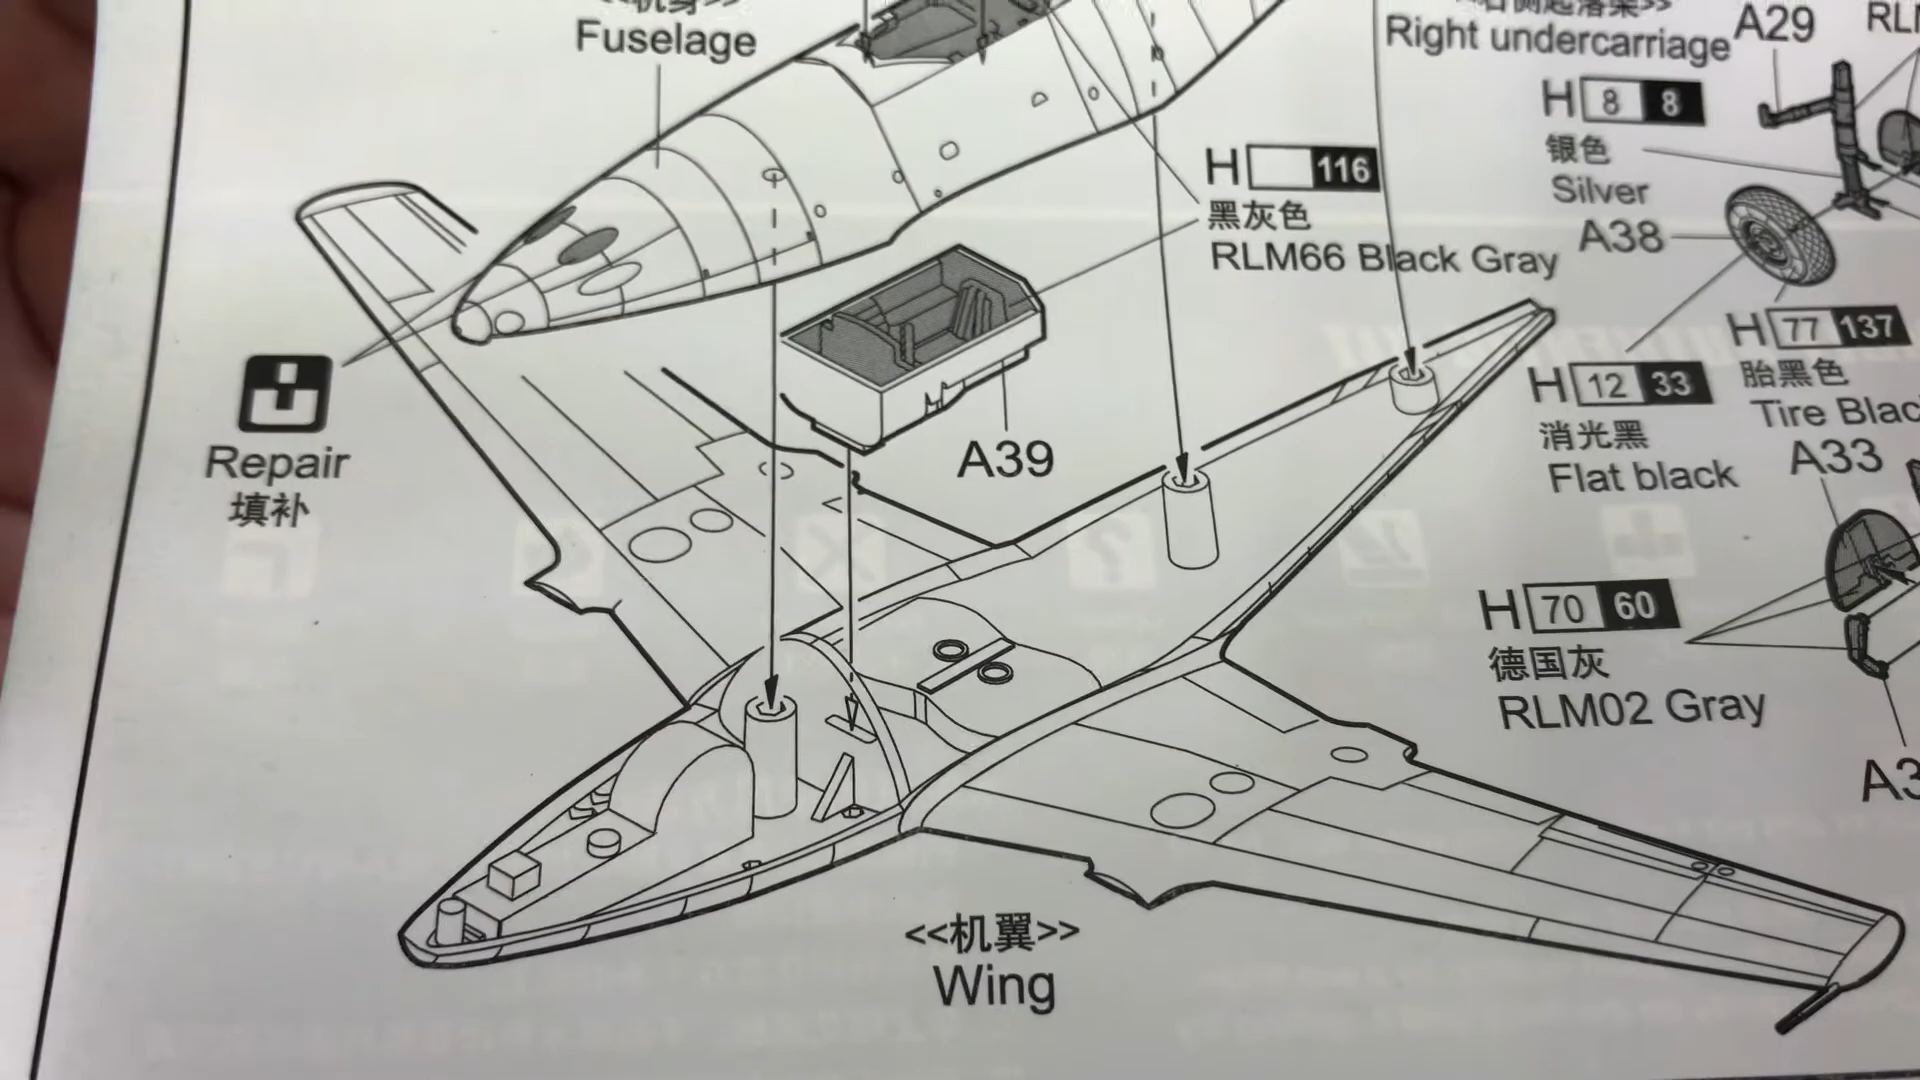 Fuselage
Right undercarriage
A29
H 8 8
银色
Silver
A38
H 116
黑灰色
RLM66 Black Gray
H 77 137
胎黑色
H 12 33
消光黑
Flat black
A33
Repair
填补
A39
H 70 60
德国灰
RLM02 Gray
<<机翼>>
Wing